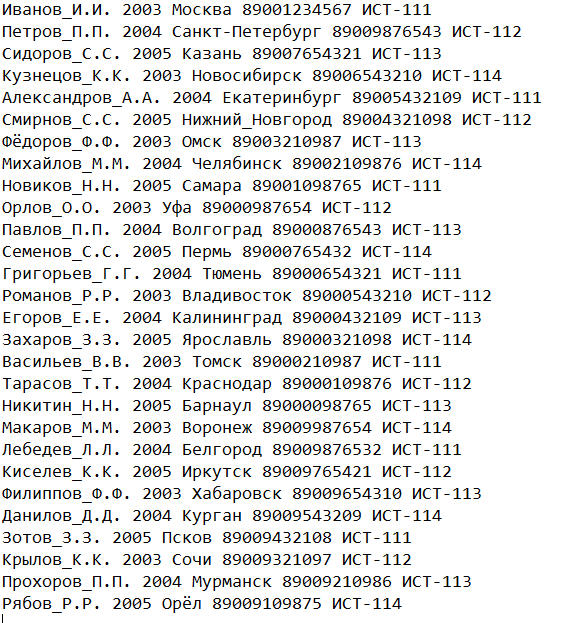 Иванов_И.И. 2003 Москва 89001234567 ИСТ-111
Петров_П.П. 2004 Санкт-Петербург 89009876543 ИСТ-112
Сидоров_С.С. 2005 Казань 89007654321 ИСТ-113
Кузнецов_К.К. 2003 Новосибирск 89006543210 ИСТ-114
Александров_А.А. 2004 Екатеринбург 89005432109 ИСТ-111
Смирнов_С.С. 2005 Нижний_Новгород 89004321098 ИСТ-112
Фёдоров_Ф.Ф. 2003 Омск 89003210987 ИСТ-113
Михайлов_М.М. 2004 Челябинск 89002109876 ИСТ-114
Новиков_Н.Н. 2005 Самара 89001098765 ИСТ-111
Орлов_О.О. 2003 Уфа 89000987654 ИСТ-112
Павлов_П.П. 2004 Волгоград 89000876543 ИСТ-113
Семенов_С.С. 2005 Пермь 89000765432 ИСТ-114
Григорьев_Г.Г. 2004 Тюмень 89000654321 ИСТ-111
Романов_Р.Р. 2003 Владивосток 89000543210 ИСТ-112
Егоров_Е.Е. 2004 Калининград 89000432109 ИСТ-113
Захаров_З.З. 2005 Ярославль 89000321098 ИСТ-114
Васильев_В.В. 2003 Томск 89000210987 ИСТ-111
Тарасов_Т.Т. 2004 Краснодар 89000109876 ИСТ-112
Никитин_Н.Н. 2005 Барнаул 89000098765 ИСТ-113
Макаров_М.М. 2003 Воронеж 89009987654 ИСТ-114
Лебедев_Л.Л. 2004 Белгород 89009876532 ИСТ-111
Киселев_К.К. 2005 Иркутск 89009765421 ИСТ-112
Филиппов_Ф.Ф. 2003 Хабаровск 89009654310 ИСТ-113
Данилов_Д.Д. 2004 Курган 89009543209 ИСТ-114
Зотов_З.З. 2005 Псков 89009432108 ИСТ-111
Крылов_К.К. 2003 Сочи 89009321097 ИСТ-112
Прохоров_П.П. 2004 Мурманск 89009210986 ИСТ-113
Рябов_Р.Р. 2005 Орёл 89009109875 ИСТ-114